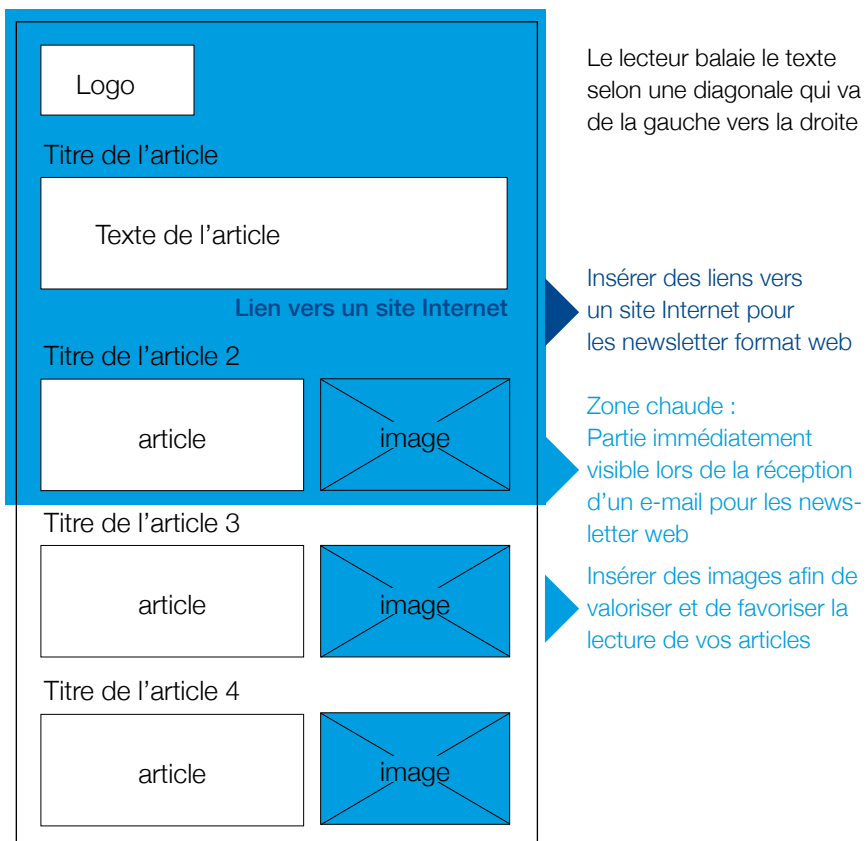 Logo
Titre de l’article
Texte de l’article
Lien vers un site Internet
Titre de l’article 2
article
image
Titre de l’article 3
article
image
Titre de l’article 4
article
image
Le lecteur balaie le texte
selon une diagonale qui va
de la gauche vers la droite
Insérer des liens vers
un site Internet pour
les newsletter format web
Zone chaude :
Partie immédiatement
visible lors de la réception
d’un e-mail pour les news-
letter web
Insérer des images afin de
valoriser et de favoriser la
lecture de vos articles